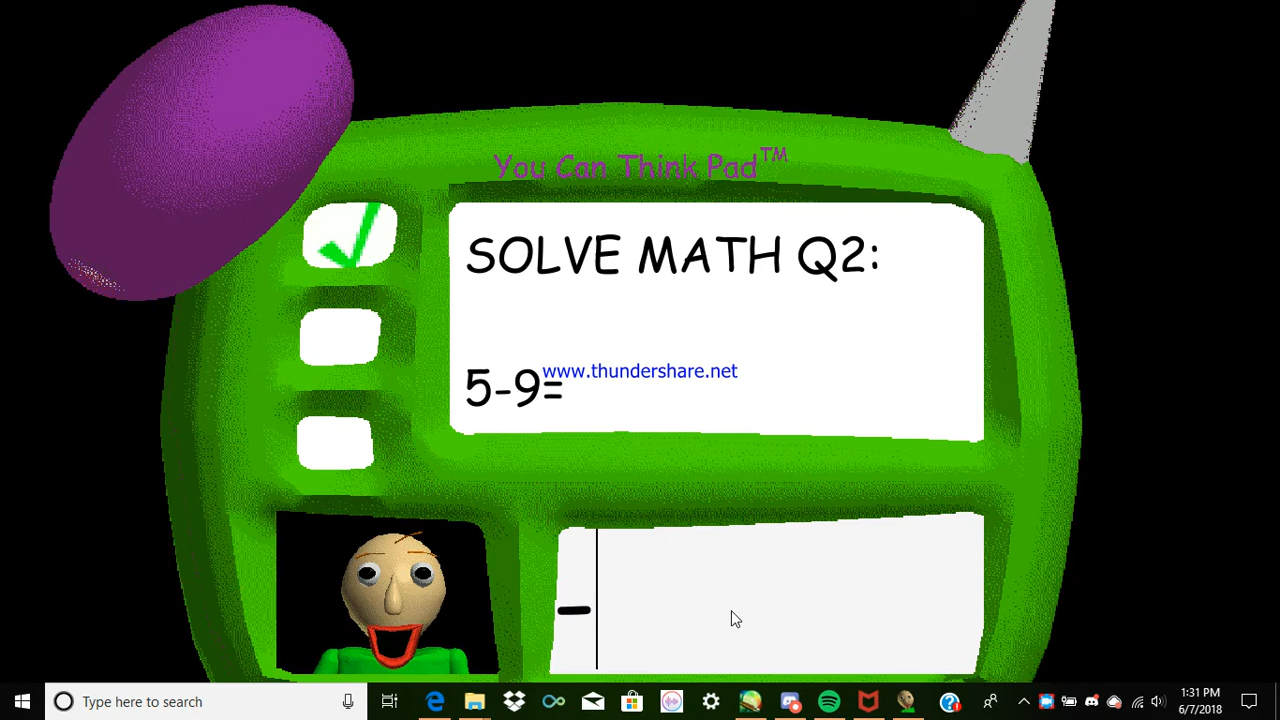 You Can Think Pad™
SOLVE MATH Q2:
www.thundershare.net
5-9=
-
Type here to search
1:31 PM
6/7/2018